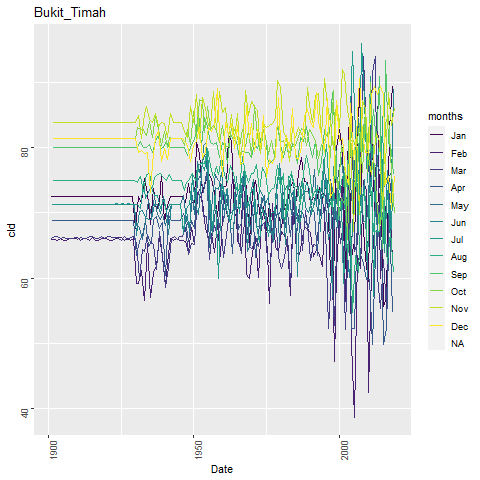 Bukit_Timah
cld
80
60
40
1900
1950
2000
Date
months
Jan
Feb
Mar
Apr
May
Jun
Jul
Aug
Sep
Oct
Nov
Dec
NA